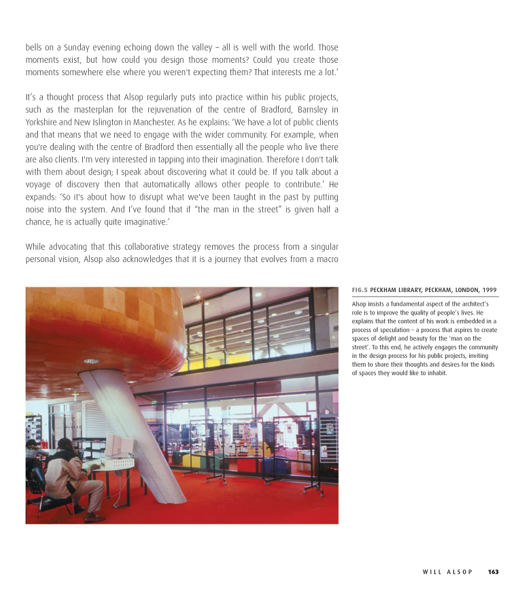 bells on a Sunday evening echoing down the valley – all is well with the world. Those
moments exist, but how could you design those moments? Could you create those
moments somewhere else where you weren't expecting them? That interests me a lot.'
It's a thought process that Alsop regularly puts into practice within his public projects,
such as the masterplan for the rejuvenation of the centre of Bradford, Barnsley in
Yorkshire and New Islington in Manchester. As he explains: 'We have a lot of public clients
and that means that we need to engage with the wider community. For example, when
you're dealing with the centre of Bradford then essentially all the people who live there
are also clients. I'm very interested in tapping into their imagination. Therefore I don't talk
with them about design; I speak about discovering what it could be. If you talk about a
voyage of discovery then that automatically allows other people to contribute.' He
expands: 'So it's about how to disrupt what we've been taught in the past by putting
noise into the system. And I've found that if "the man in the street" is given half a
chance, he is actually quite imaginative.'
While advocating that this collaborative strategy removes the process from a singular
personal vision, Alsop also acknowledges that it is a journey that evolves from a macro
FIG.5 PECKHAM LIBRARY, PECKHAM, LONDON, 1999
Alsop insists a fundamental aspect of the architect's
role is to improve the quality of people's lives. He
explains that the content of his work is embedded in a
process of speculation – a process that aspires to create
spaces of delight and beauty for the 'man on the
street'. To this end, he actively engages the community
in the design process for his public projects, inviting
them to share their thoughts and desires for the kinds
of spaces they would like to inhabit.
WILL ALSOP 163